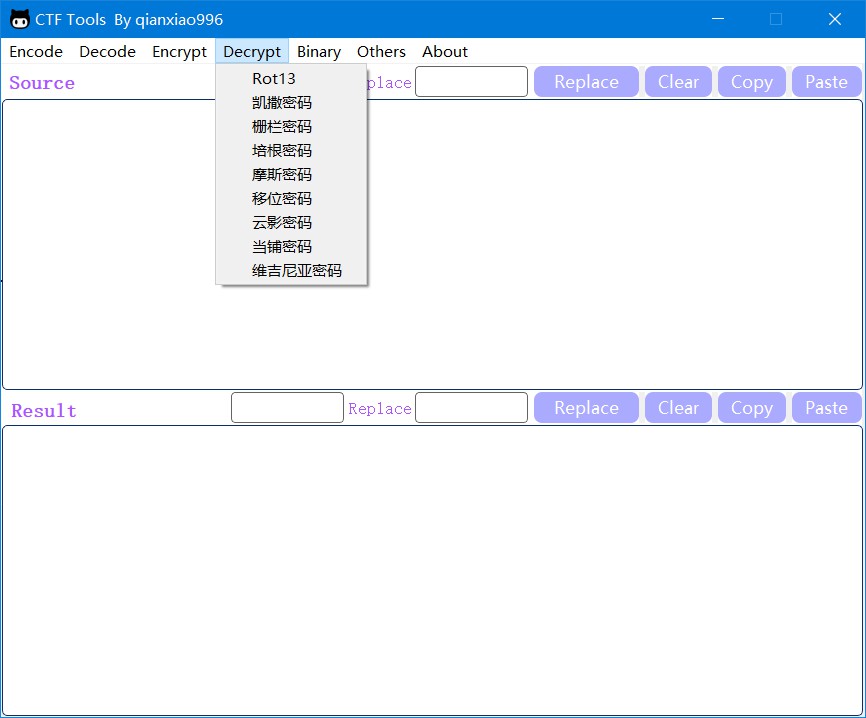 CTF Tools By qianxiao996
Encode Decode Encrypt Decrypt Binary Others About
Rot13
凯撒密码
栅栏密码
培根密码
摩斯密码
移位密码
云影密码
当铺密码
维吉尼亚密码
Source place Replace Clear Copy Paste
Result Replace Replace Clear Copy Paste